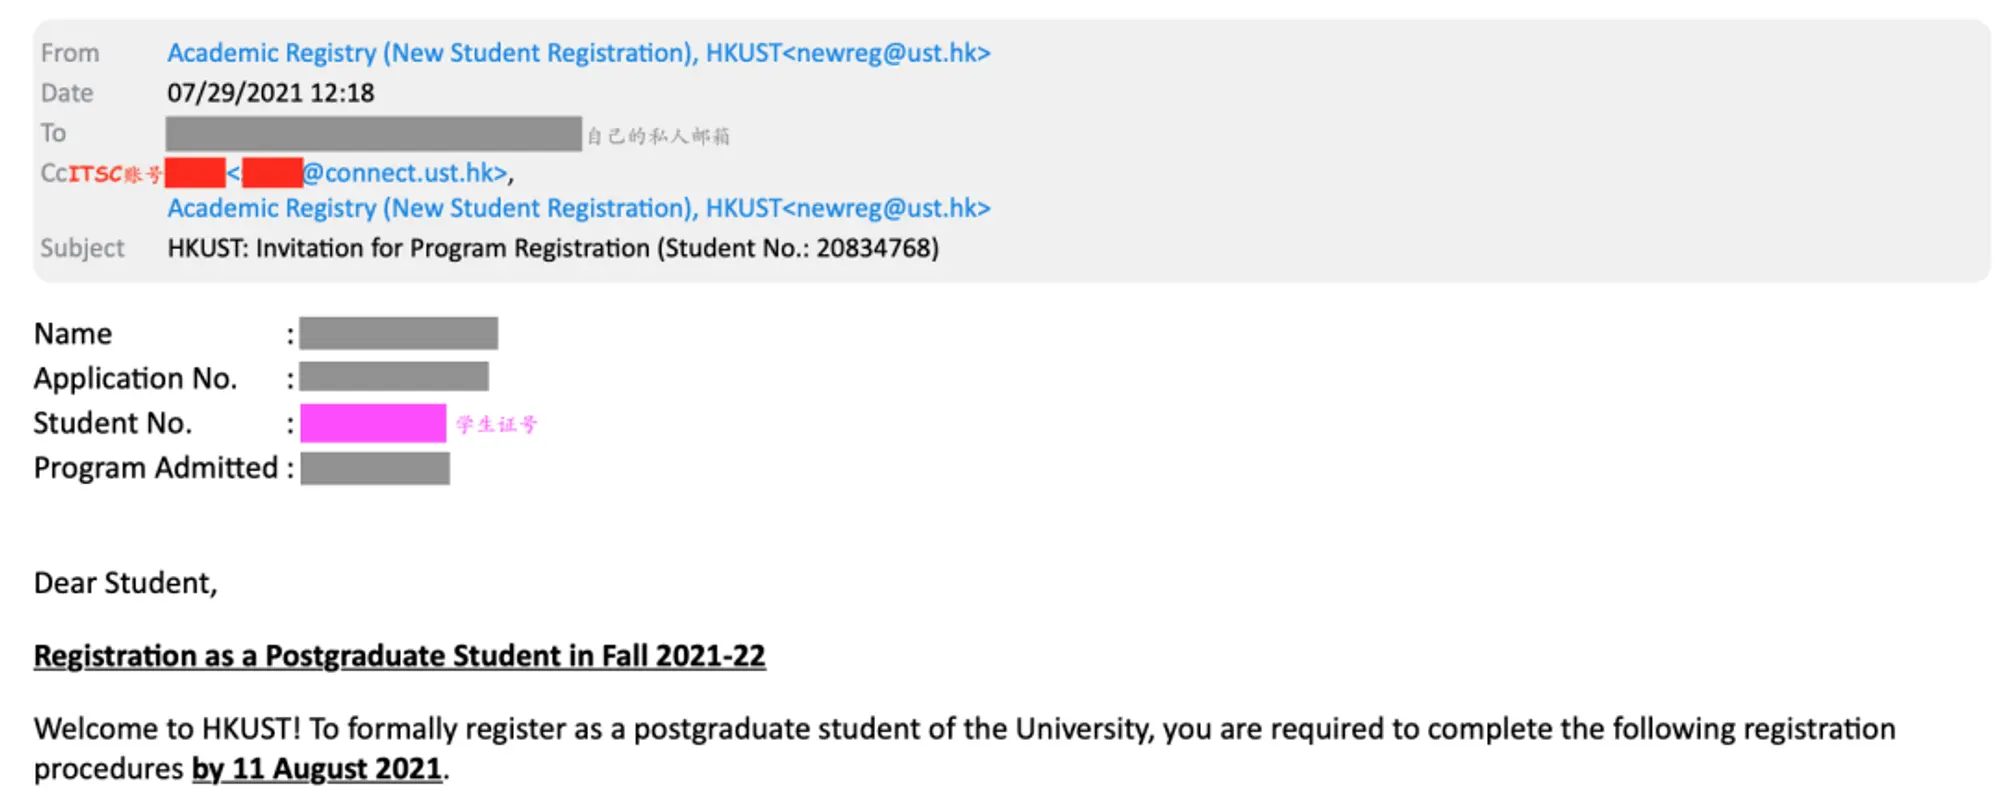 From Academic Registry (New Student Registration), HKUST<newreg@ust.hk>
Date 07/29/2021 12:18
To 自己的私人邮箱
Cc ITSC账号 < @connect.ust.hk>,
Academic Registry (New Student Registration), HKUST<newreg@ust.hk>
Subject HKUST: Invitation for Program Registration (Student No.: 20834768)
Name :
Application No. :
Student No. : 学生证号
Program Admitted :
Dear Student,
Registration as a Postgraduate Student in Fall 2021-22
Welcome to HKUST! To formally register as a postgraduate student of the University, you are required to complete the following registration
procedures by 11 August 2021.